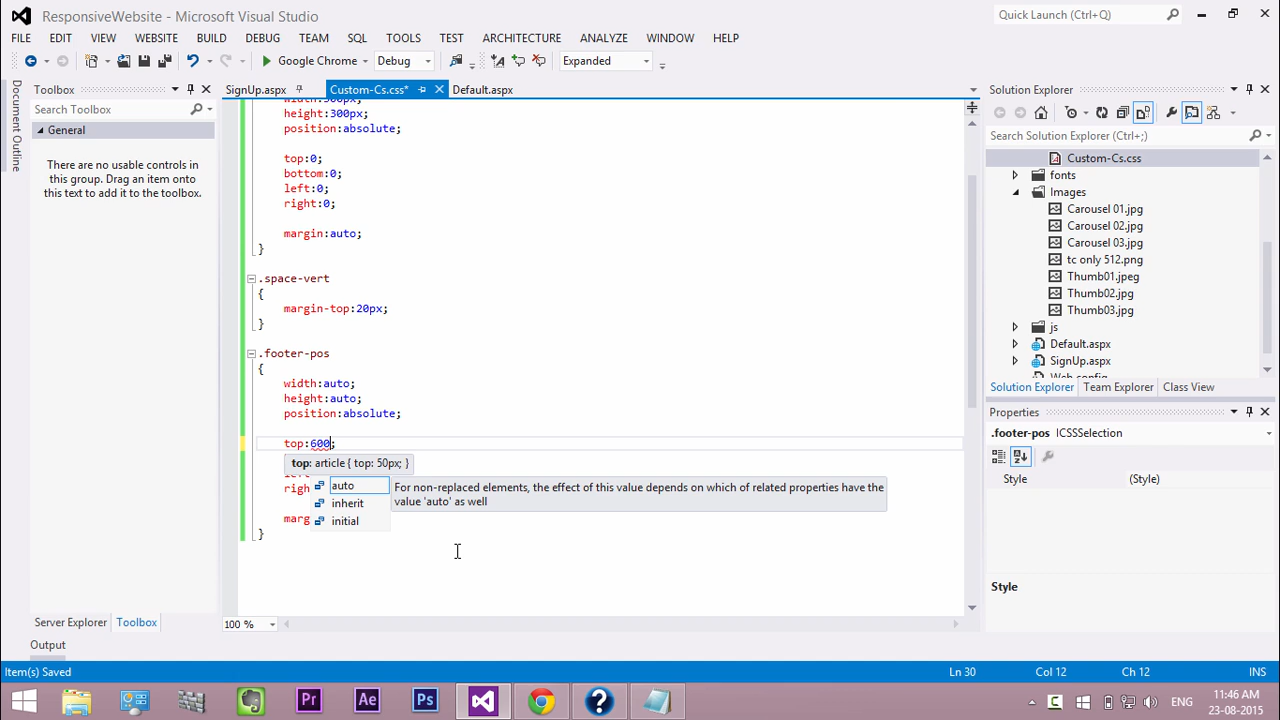 ResponsiveWebsite - Microsoft Visual Studio
Quick Launch (Ctrl+Q)
FILE EDIT VIEW WEBSITE BUILD DEBUG TEAM SQL TOOLS TEST ARCHITECTURE ANALYZE WINDOW HELP
Google Chrome Debug Expanded
Document Outline
Toolbox
Search Toolbox
General
There are no usable controls in
this group. Drag an item onto
this text to add it to the toolbox.
Server Explorer Toolbox
SignUp.aspx Custom-Cs.css* Default.aspx
height:300px;
position:absolute;
top:0;
bottom:0;
left:0;
right:0;
margin:auto;
}
.space-vert
{
margin-top:20px;
}
.footer-pos
{
width:auto;
height:auto;
position:absolute;
top:600;
top: article { top: 50px; }
auto
inherit
initial
For non-replaced elements, the effect of this value depends on which of related properties have the
value 'auto' as well
righ
marg
}
100 %
Solution Explorer
Search Solution Explorer (Ctrl+;)
Custom-Cs.css
fonts
Images
Carousel 01.jpg
Carousel 02.jpg
Carousel 03.jpg
tc only 512.png
Thumb01.jpeg
Thumb02.jpg
Thumb03.jpg
js
Default.aspx
SignUp.aspx
Web.config
Solution Explorer Team Explorer Class View
Properties
.footer-pos ICSSSelection
Style (Style)
Style
Output
Item(s) Saved Ln 30 Col 12 Ch 12 INS
Pr Ae Ps
11:46 AM
23-08-2015